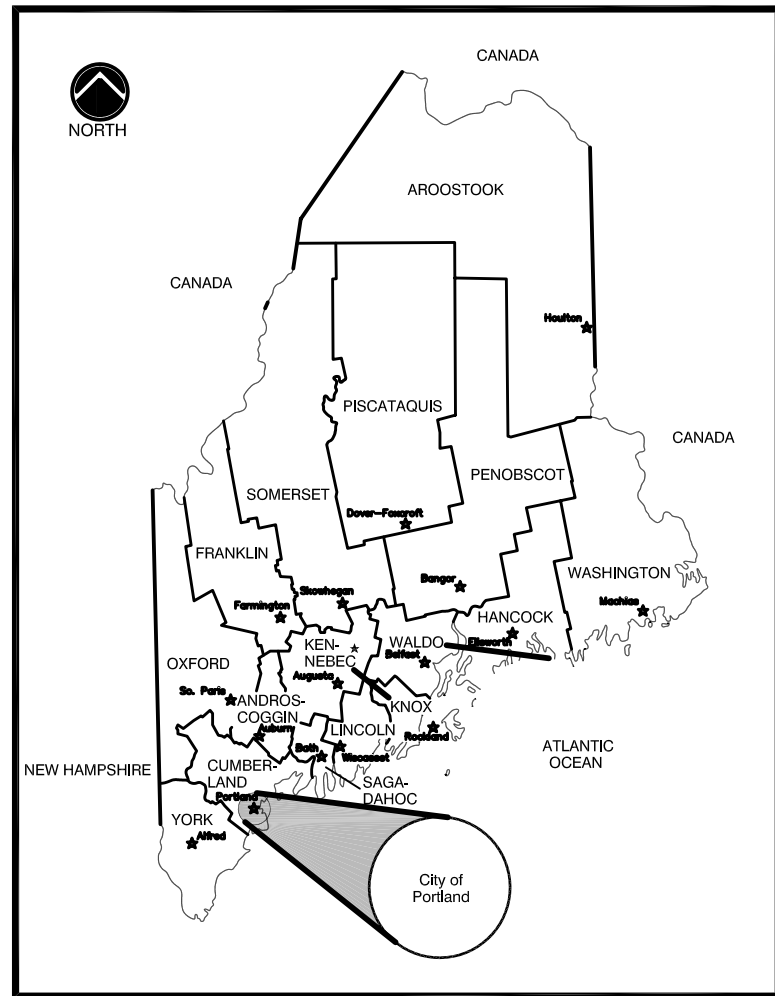 CANADA
NORTH
AROOSTOOK
CANADA
Houlton
PISCATAQUIS
CANADA
PENOBSCOT
SOMERSET
Dover-Foxcroft
FRANKLIN
WASHINGTON
Bangor
Skowhegan
Farmington
Machias
HANCOCK
Ellsworth
KEN-
NEBEC
WALDO
Belfast
OXFORD
Augusta
So. Paris
ANDROS-
COGGIN
Auburn
KNOX
Rockland
LINCOLN
Bath
Wiscasset
ATLANTIC
OCEAN
NEW HAMPSHIRE
CUMBER-
LAND
SAGA-
DAHOC
Portland
YORK
Alfred
City of
Portland